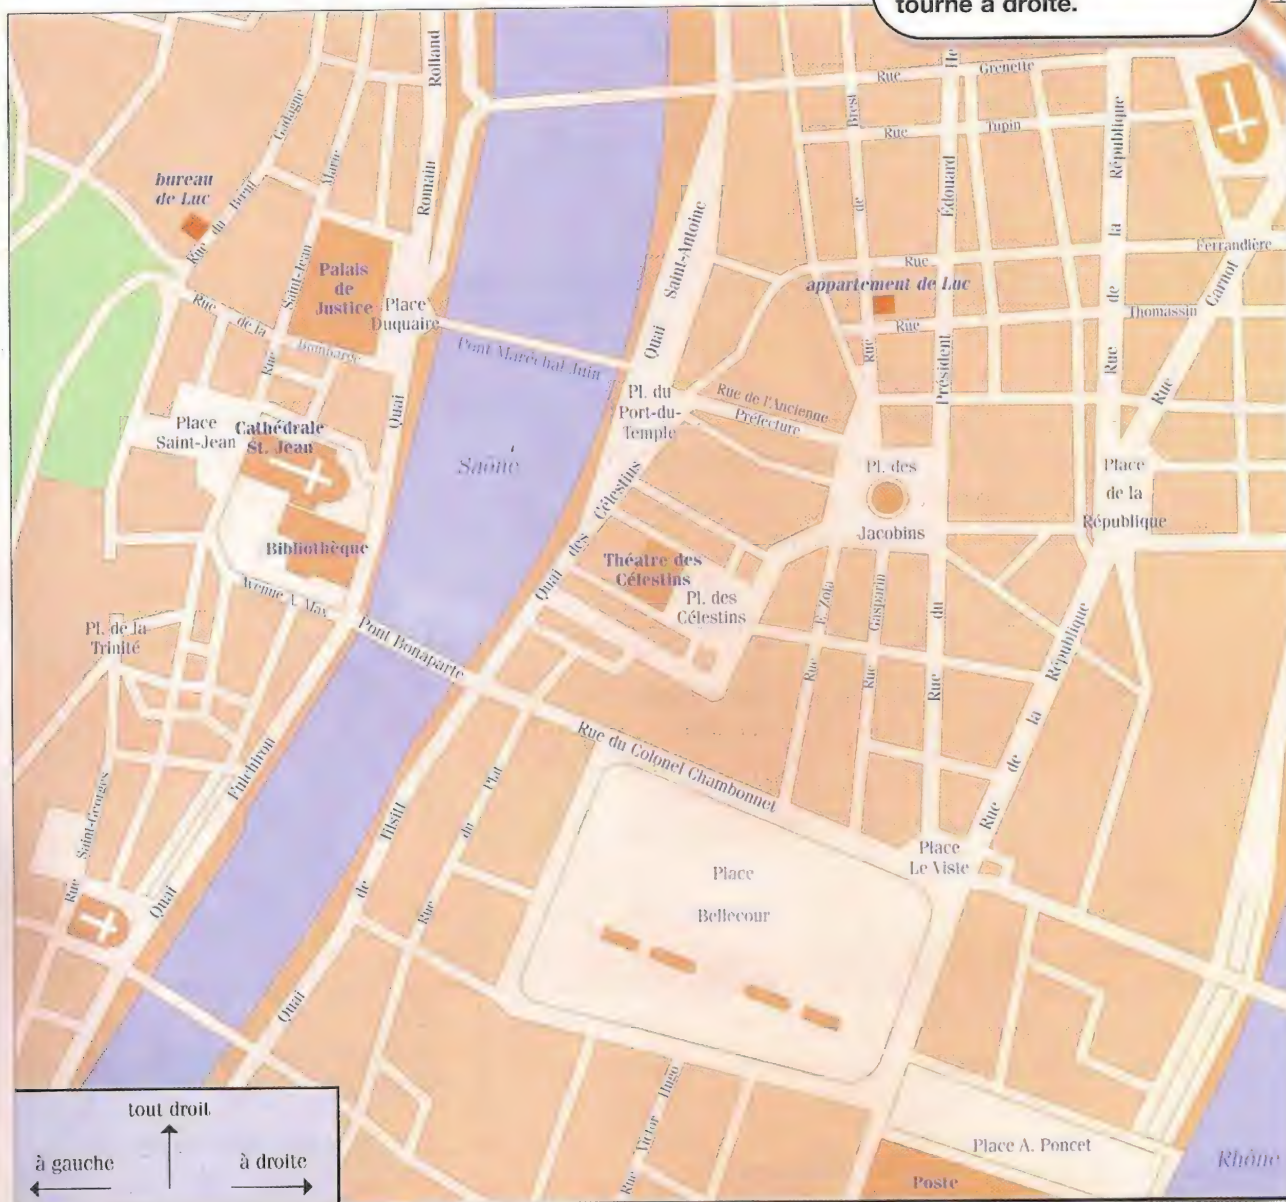 tourne à droite.
Rolland
Romain
Rue Grenette
Rue Tupin
Brest
de
Rue
He
Édouard
Président
du
Rue
République
la
de
Rue
Gadagne
Bœuf
du
Rue
Marie
Saint-Jean
Rue
bureau
de Luc
Palais
de
Justice
Place
Duquaire
Rue de la Bombarde
Pont Maréchal Juin
Saint-Antoine
Quai
Rue Ferrandière
appartement de Luc
Rue Thomassin
Carnot
Rue
Pl. du
Port-du-
Temple
Rue de l'Ancienne
Préfecture
Place
Saint-Jean
Cathédrale
St. Jean
Quai
Saône
Pl. des
Jacobins
Place
de la
République
Bibliothèque
Avenue A. Max
Quai des Célestins
Théatre des
Célestins
Pl. des
Célestins
Rue E. Zola
Rue Gasparin
Pl. de la
Trinité
Pont Bonaparte
Rue du Colonel Chambonnet
Rue de la République
Quai Fulchiron
Rue Saint-Georges
Quai de Tilsitt
Rue du Plat
Place
Le Viste
Place
Bellecour
Rue Victor Hugo
Place A. Poncet
Poste
Rhône
tout droit
à gauche
à droite